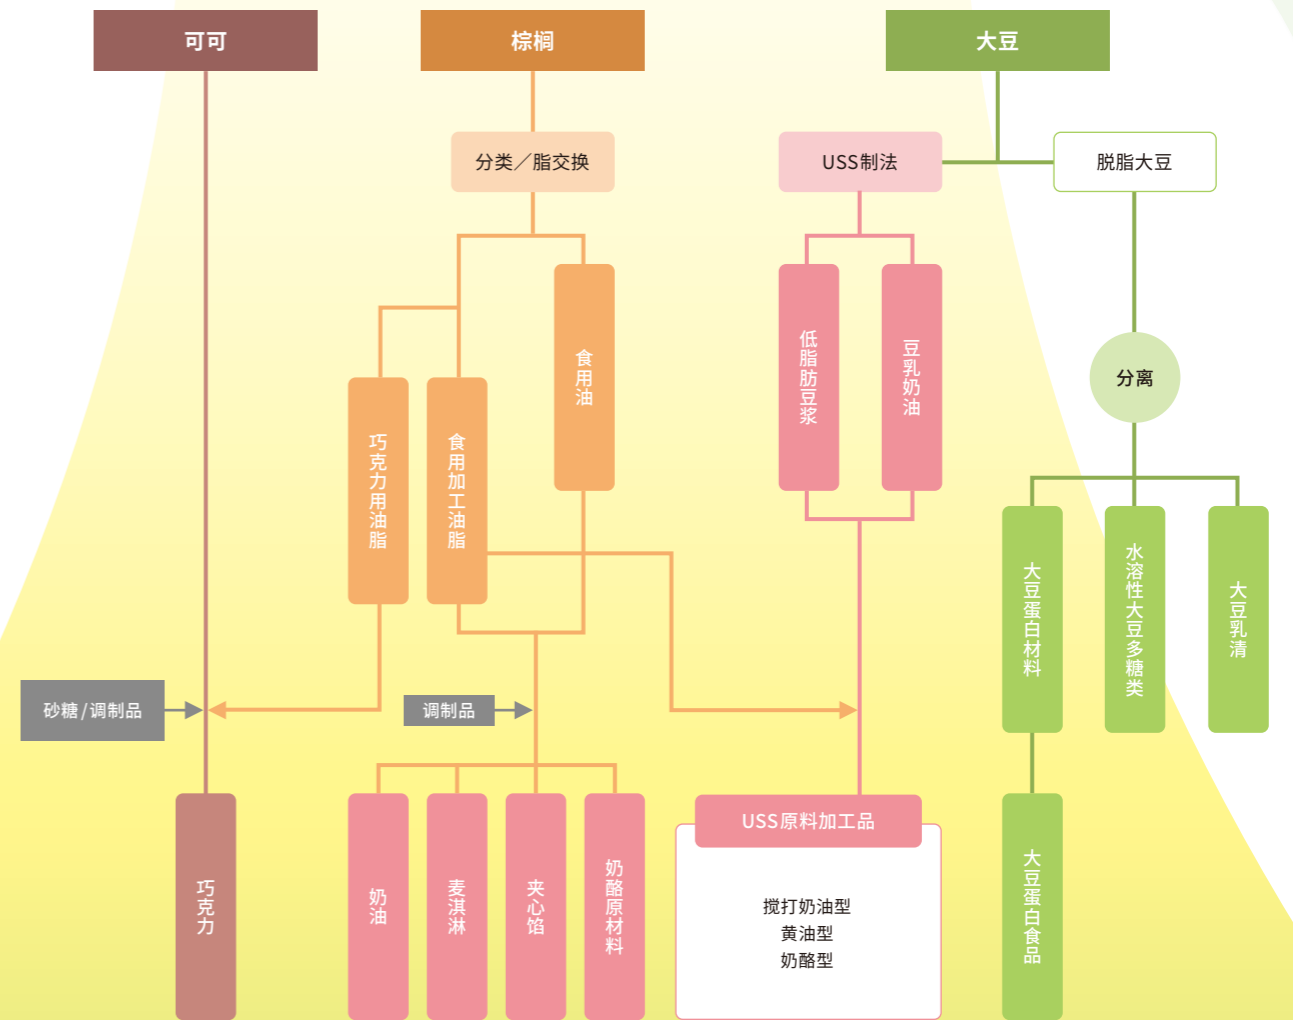 可可
棕榈
大豆
分类／脂交换
USS制法
脱脂大豆
食用油
低脂肪豆浆
豆乳奶油
分离
巧克力用油脂
食用加工油脂
大豆蛋白材料
水溶性大豆多糖类
大豆乳清
砂糖/调制品
调制品
巧克力
奶油
麦淇淋
夹心馅
奶酪原材料
USS原料加工品
搅打奶油型
黄油型
奶酪型
大豆蛋白食品